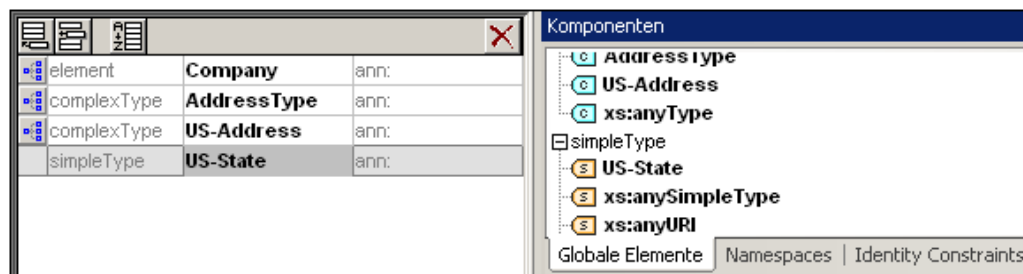 element Company ann:
complexType AddressType ann:
complexType US-Address ann:
simpleType US-State ann:
Komponenten
AddressType
US-Address
xs:anyType
simpleType
US-State
xs:anySimpleType
xs:anyURI
Globale Elemente Namespaces Identity Constraints